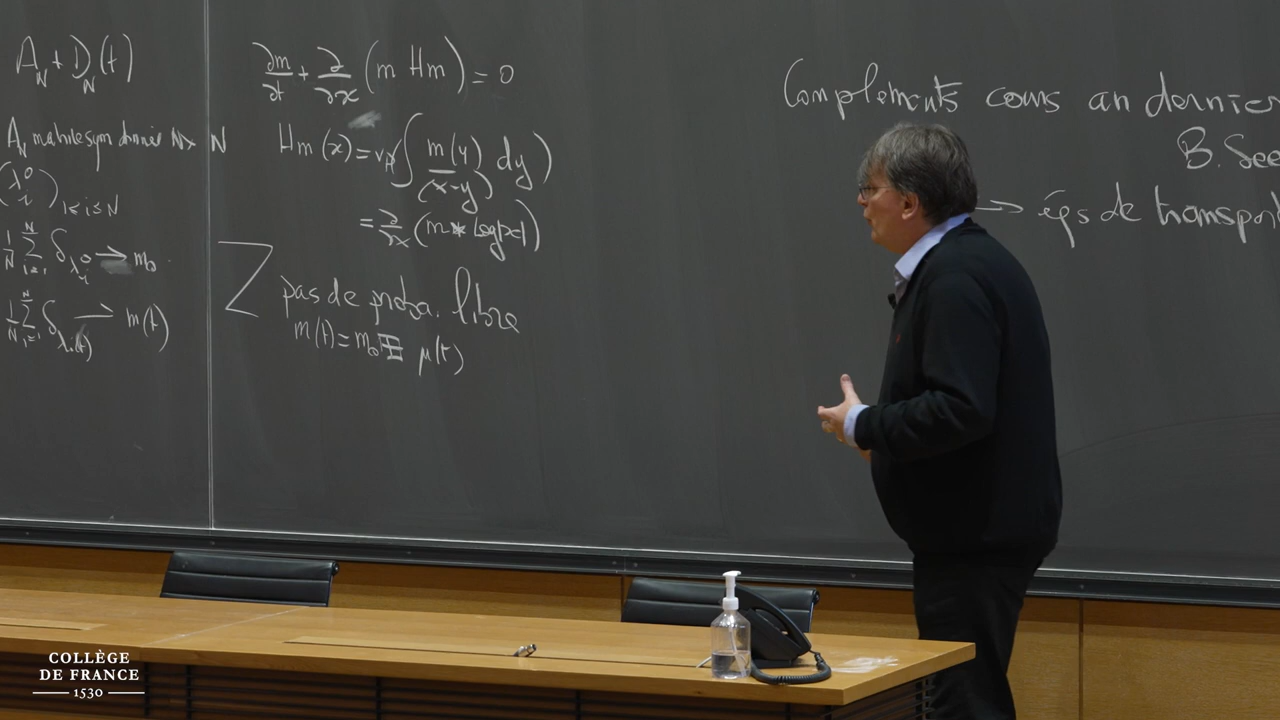 A_N + D_N(t)
A_N matrice sym donnée N × N
(λ_i^0)_{1≤i≤N}
1/N Σ_{i=1}^N δ_{λ_i^0} → m_0
1/N Σ_{i=1}^N δ_{λ_i(t)} → m(t)
∂m/∂t + ∂/∂x (m Hm) = 0
Hm(x) = vp(∫ m(y)/(x-y) dy)
= ∂/∂x (m * Log|x|)
pas de proba. libre
m(t) = m_0 ⊞ μ(t)
Compléments cours an dernier
B. See
→ éqs de transport
COLLÈGE
DE FRANCE
1530